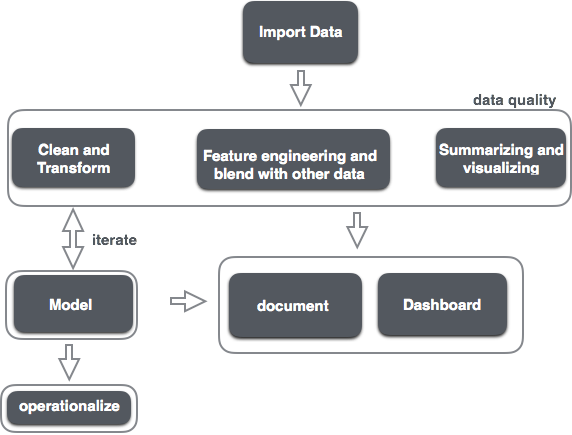 Import Data
data quality
Clean and
Transform
Feature engineering and
blend with other data
Summarizing and
visualizing
iterate
Model
document
Dashboard
operationalize